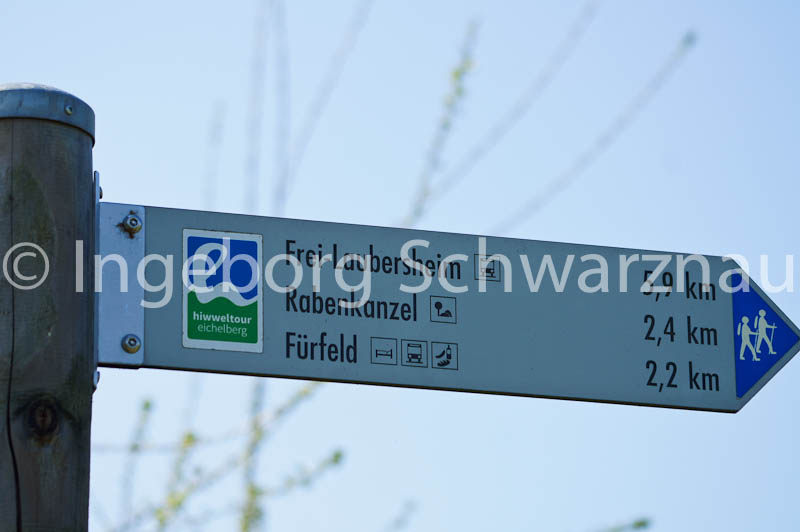 Frei Laubersheim 5,9 km
Rabenkanzel 2,4 km
Fürfeld 2,2 km
hiwweltour
eichelberg
© Ingeborg Schwarznau